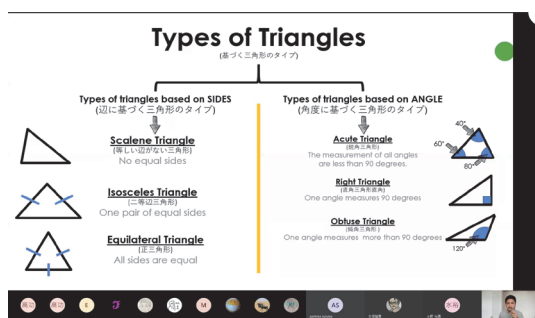 Types of Triangles
(基づく三角形のタイプ)
Types of triangles based on SIDES
(辺に基づく三角形のタイプ)
Scalene Triangle
(等しい辺がない三角形)
No equal sides
Isosceles Triangle
(二等辺三角形)
One pair of equal sides
Equilateral Triangle
(正三角形)
All sides are equal
Types of triangles based on ANGLE
(角度に基づく三角形のタイプ)
Acute Triangle
(鋭角三角形)
The measurement of all angles
are less than 90 degrees.
40°
60°
80°
Right Triangle
(直角三角形直角)
One angle measures 90 degrees
Obtuse Triangle
(鈍角三角形)
One angle measures more than 90 degrees
120°
E
M
AS